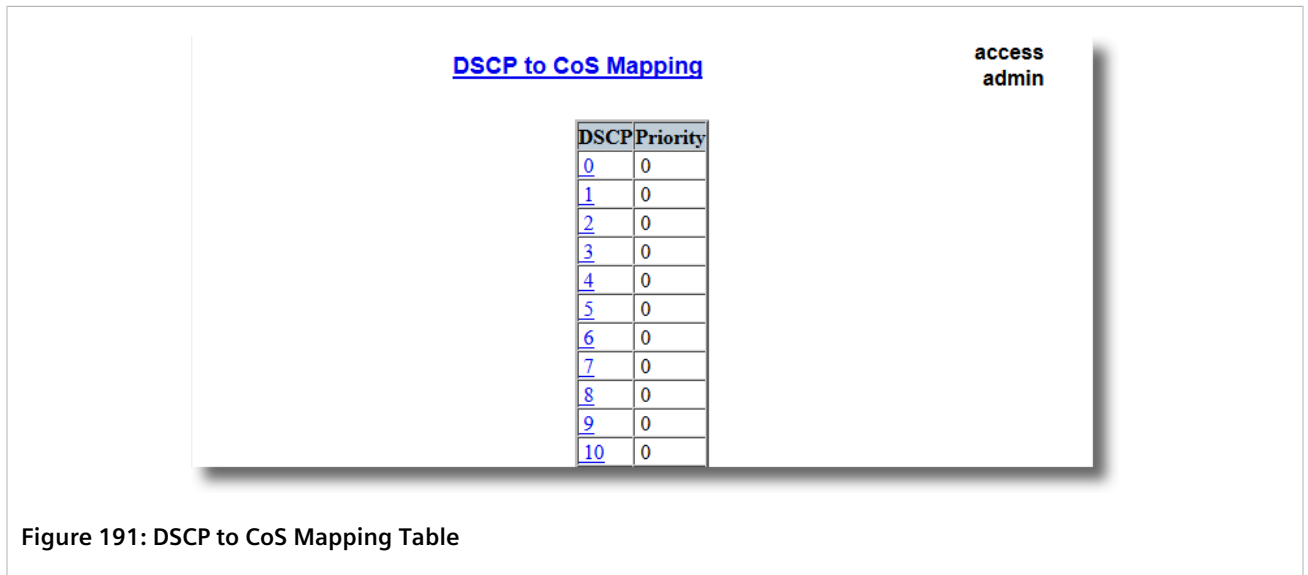 DSCP to CoS Mapping
access
admin
DSCP Priority
0 0
1 0
2 0
3 0
4 0
5 0
6 0
7 0
8 0
9 0
10 0
Figure 191: DSCP to CoS Mapping Table